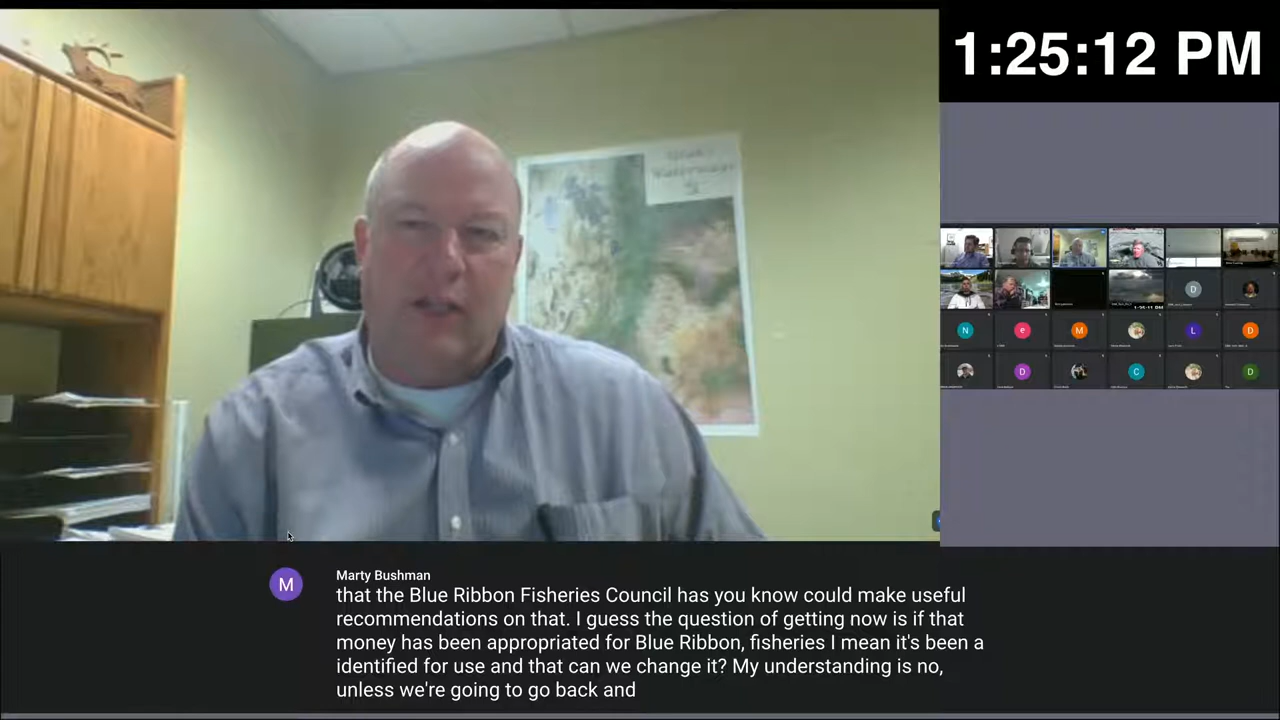 1:25:12 PM
D
N
e
M
L
D
D
C
D
M
Marty Bushman
that the Blue Ribbon Fisheries Council has you know could make useful
recommendations on that. I guess the question of getting now is if that
money has been appropriated for Blue Ribbon, fisheries I mean it's been a
identified for use and that can we change it? My understanding is no,
unless we're going to go back and